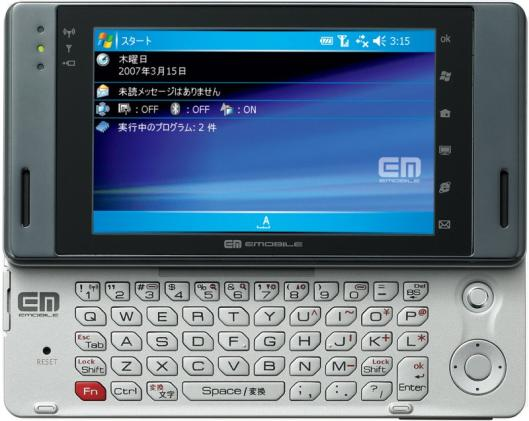 スタート 3:15 ok
木曜日
2007年3月15日
未読メッセージはありません
: OFF : OFF : ON
実行中のプログラム: 2 件
EM
EMOBILE
A
EM EMOBILE
EM
EMOBILE
! 1 " 2 # 3 $ 4 % 5 & 6 ' 7 ( 8 ) 9 0 = - Del BS
Q W E R T Y U ^ I ~ O ¥ P @
Esc Tab A S D F G H J ! K + L *
RESET
Lock Shift Z X C V B N M - Lock Shift ok Enter
Fn Ctrl 変換 文字 Space / 変換 ; , : . ? /